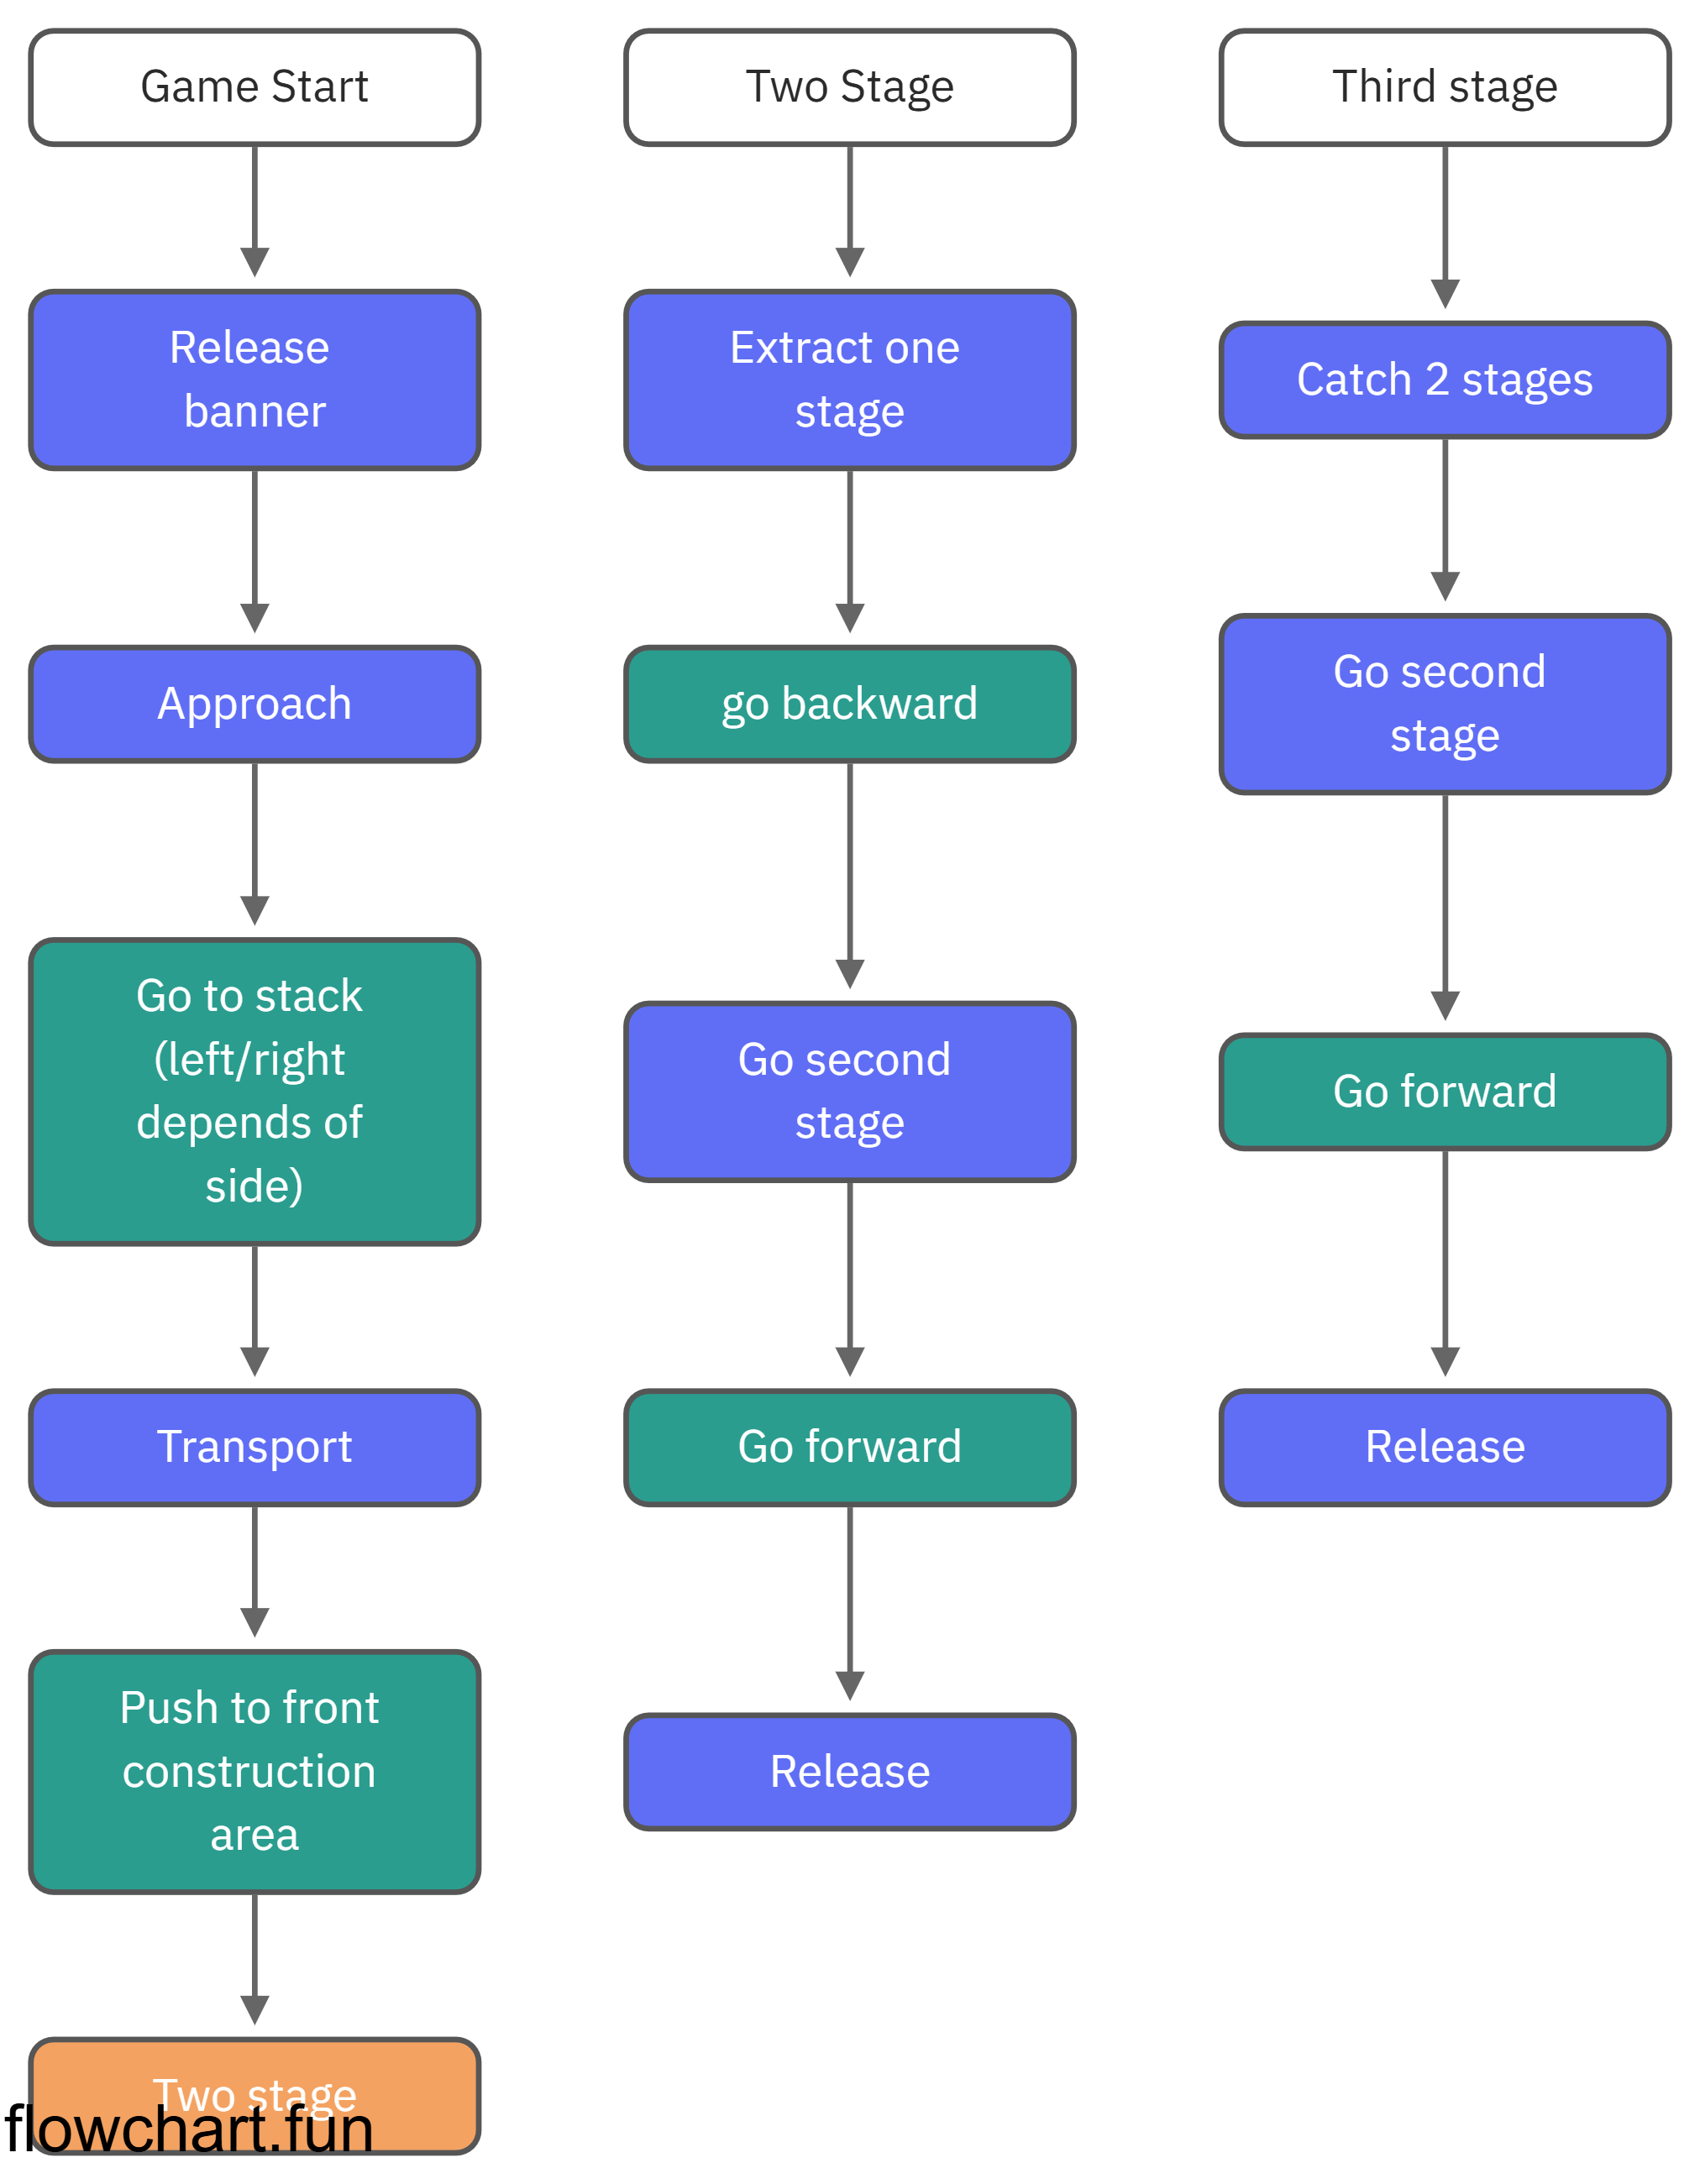 Game Start
Release
banner
Approach
Go to stack
(left/right
depends of
side)
Transport
Push to front
construction
area
Two stage
flowchart.fun
Two Stage
Extract one
stage
go backward
Go second
stage
Go forward
Release
Third stage
Catch 2 stages
Go second
stage
Go forward
Release